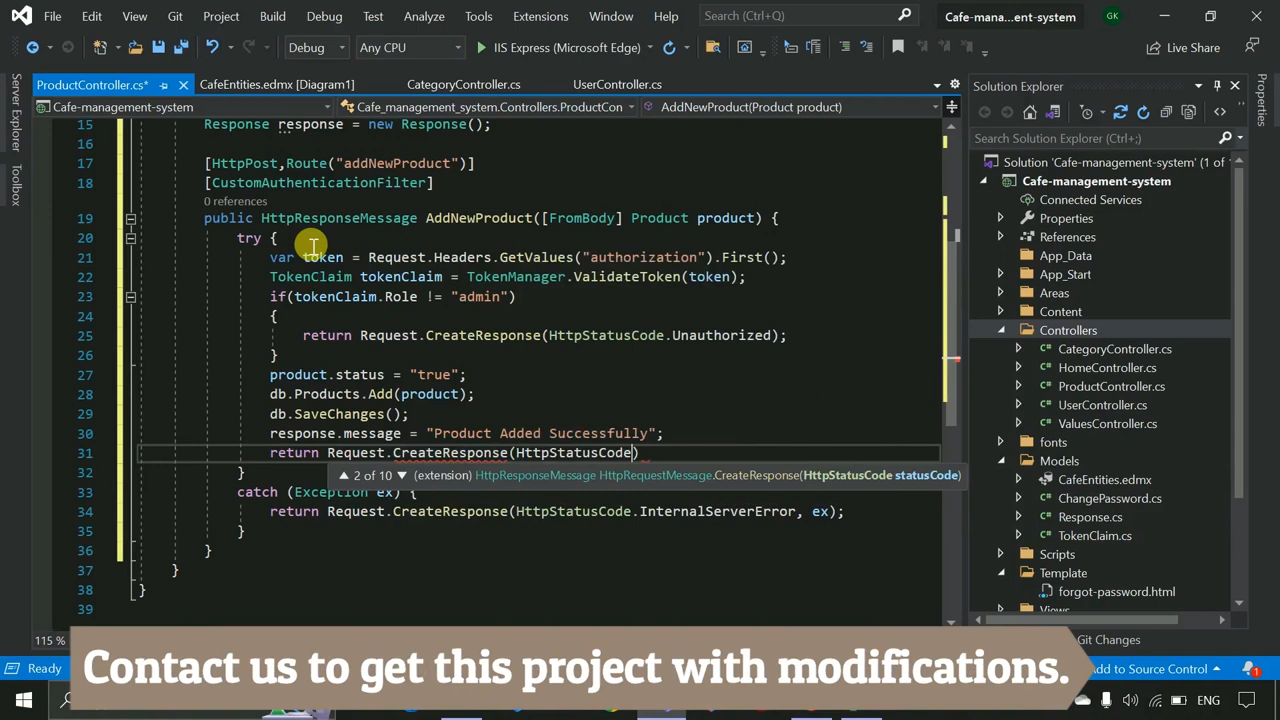 File Edit View Git Project Build Debug Test Analyze Tools Extensions Window Help Search (Ctrl+;) Cafe-mana...ent-system GK
Debug Any CPU IIS Express (Microsoft Edge) Live Share
Server Explorer
Toolbox
ProductController.cs* CafeEntities.edmx [Diagram1] CategoryController.cs UserController.cs
Cafe-management-system Cafe_management_system.Controllers.ProductCon AddNewProduct(Product product)
15 Response response = new Response();
16
17 [HttpPost,Route("addNewProduct")]
18 [CustomAuthenticationFilter]
0 references
19 public HttpResponseMessage AddNewProduct([FromBody] Product product) {
20 try {
21 var token = Request.Headers.GetValues("authorization").First();
22 TokenClaim tokenClaim = TokenManager.ValidateToken(token);
23 if(tokenClaim.Role != "admin")
24 {
25 return Request.CreateResponse(HttpStatusCode.Unauthorized);
26 }
27 product.status = "true";
28 db.Products.Add(product);
29 db.SaveChanges();
30 response.message = "Product Added Successfully";
31 return Request.CreateResponse(HttpStatusCode)
▲ 2 of 10 ▼ (extension) HttpResponseMessage HttpRequestMessage.CreateResponse(HttpStatusCode statusCode)
32 }
33 catch (Exception ex) {
34 return Request.CreateResponse(HttpStatusCode.InternalServerError, ex);
35 }
36 }
37 }
38 }
39
115 %
Solution Explorer
Search Solution Explorer (Ctrl+;)
Solution 'Cafe-management-system' (1 of
Cafe-management-system
Connected Services
Properties
References
App_Data
App_Start
Areas
Content
Controllers
CategoryController.cs
HomeController.cs
ProductController.cs
UserController.cs
ValuesController.cs
fonts
Models
CafeEntities.edmx
ChangePassword.cs
Response.cs
TokenClaim.cs
Scripts
Template
forgot-password.html
Views
Git Changes
Properties
Ready
Add to Source Control 1
Contact us to get this project with modifications.
ENG